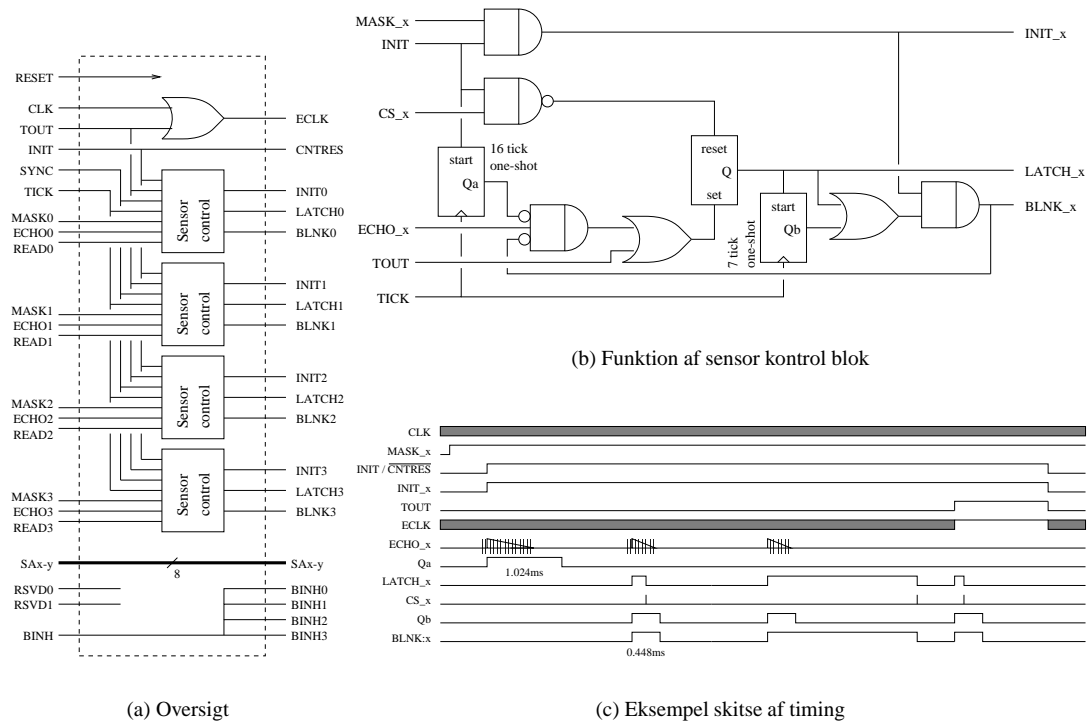 RESET
CLK
TOUT
INIT
SYNC
TICK
MASK0
ECHO0
READ0
MASK1
ECHO1
READ1
MASK2
ECHO2
READ2
MASK3
ECHO3
READ3
SAx-y
RSVD0
RSVD1
BINH
Sensor
control
Sensor
control
Sensor
control
Sensor
control
8
ECLK
CNTRES
INIT0
LATCH0
BLNK0
INIT1
LATCH1
BLNK1
INIT2
LATCH2
BLNK2
INIT3
LATCH3
BLNK3
SAx-y
BINH0
BINH1
BINH2
BINH3
(a) Oversigt
MASK_x
INIT
CS_x
ECHO_x
TOUT
TICK
start
Qa
16 tick
one-shot
reset
Q
set
start
Qb
7 tick
one-shot
INIT_x
LATCH_x
BLNK_x
(b) Funktion af sensor kontrol blok
CLK
MASK_x
INIT / CNTRES
INIT_x
TOUT
ECLK
ECHO_x
Qa
1.024ms
LATCH_x
CS_x
Qb
BLNK:x
0.448ms
(c) Eksempel skitse af timing